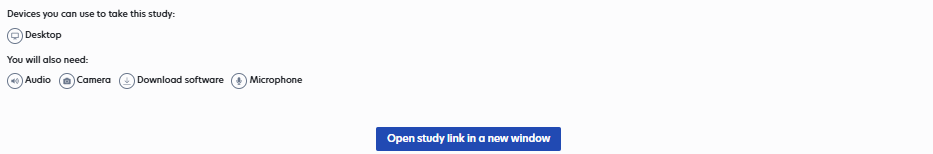 Devices you can use to take this study:
Desktop
You will also need:
Audio Camera Download software Microphone
Open study link in a new window